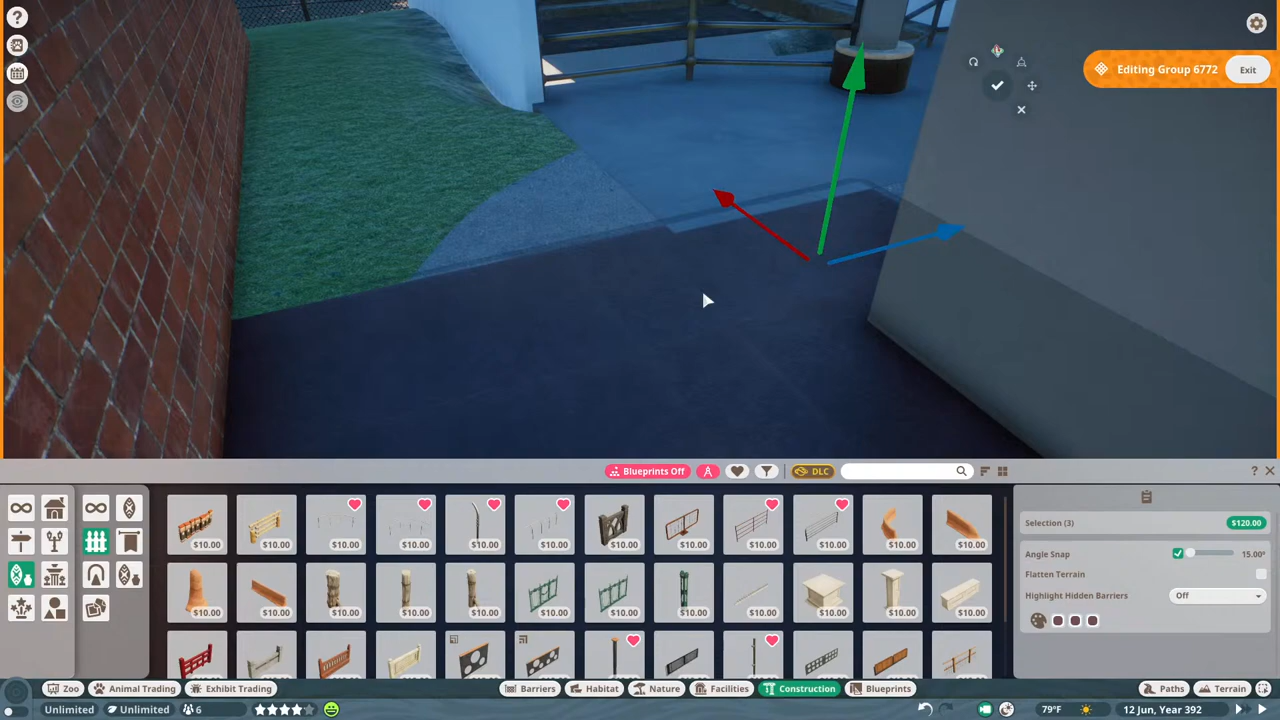 ?
Editing Group 6772
Exit
Blueprints Off
DLC
?
$10.00 $10.00 $10.00 $10.00 $10.00 $10.00 $10.00 $10.00 $10.00 $10.00 $10.00 $10.00
$10.00 $10.00 $10.00 $10.00 $10.00 $10.00 $10.00 $10.00 $10.00 $10.00 $10.00 $10.00
Selection (3)
$120.00
Angle Snap
15.00°
Flatten Terrain
Highlight Hidden Barriers
Off
Zoo
Animal Trading
Exhibit Trading
Barriers
Habitat
Nature
Facilities
Construction
Blueprints
Paths
Terrain
Unlimited
Unlimited
6
79°F
12 Jun, Year 392